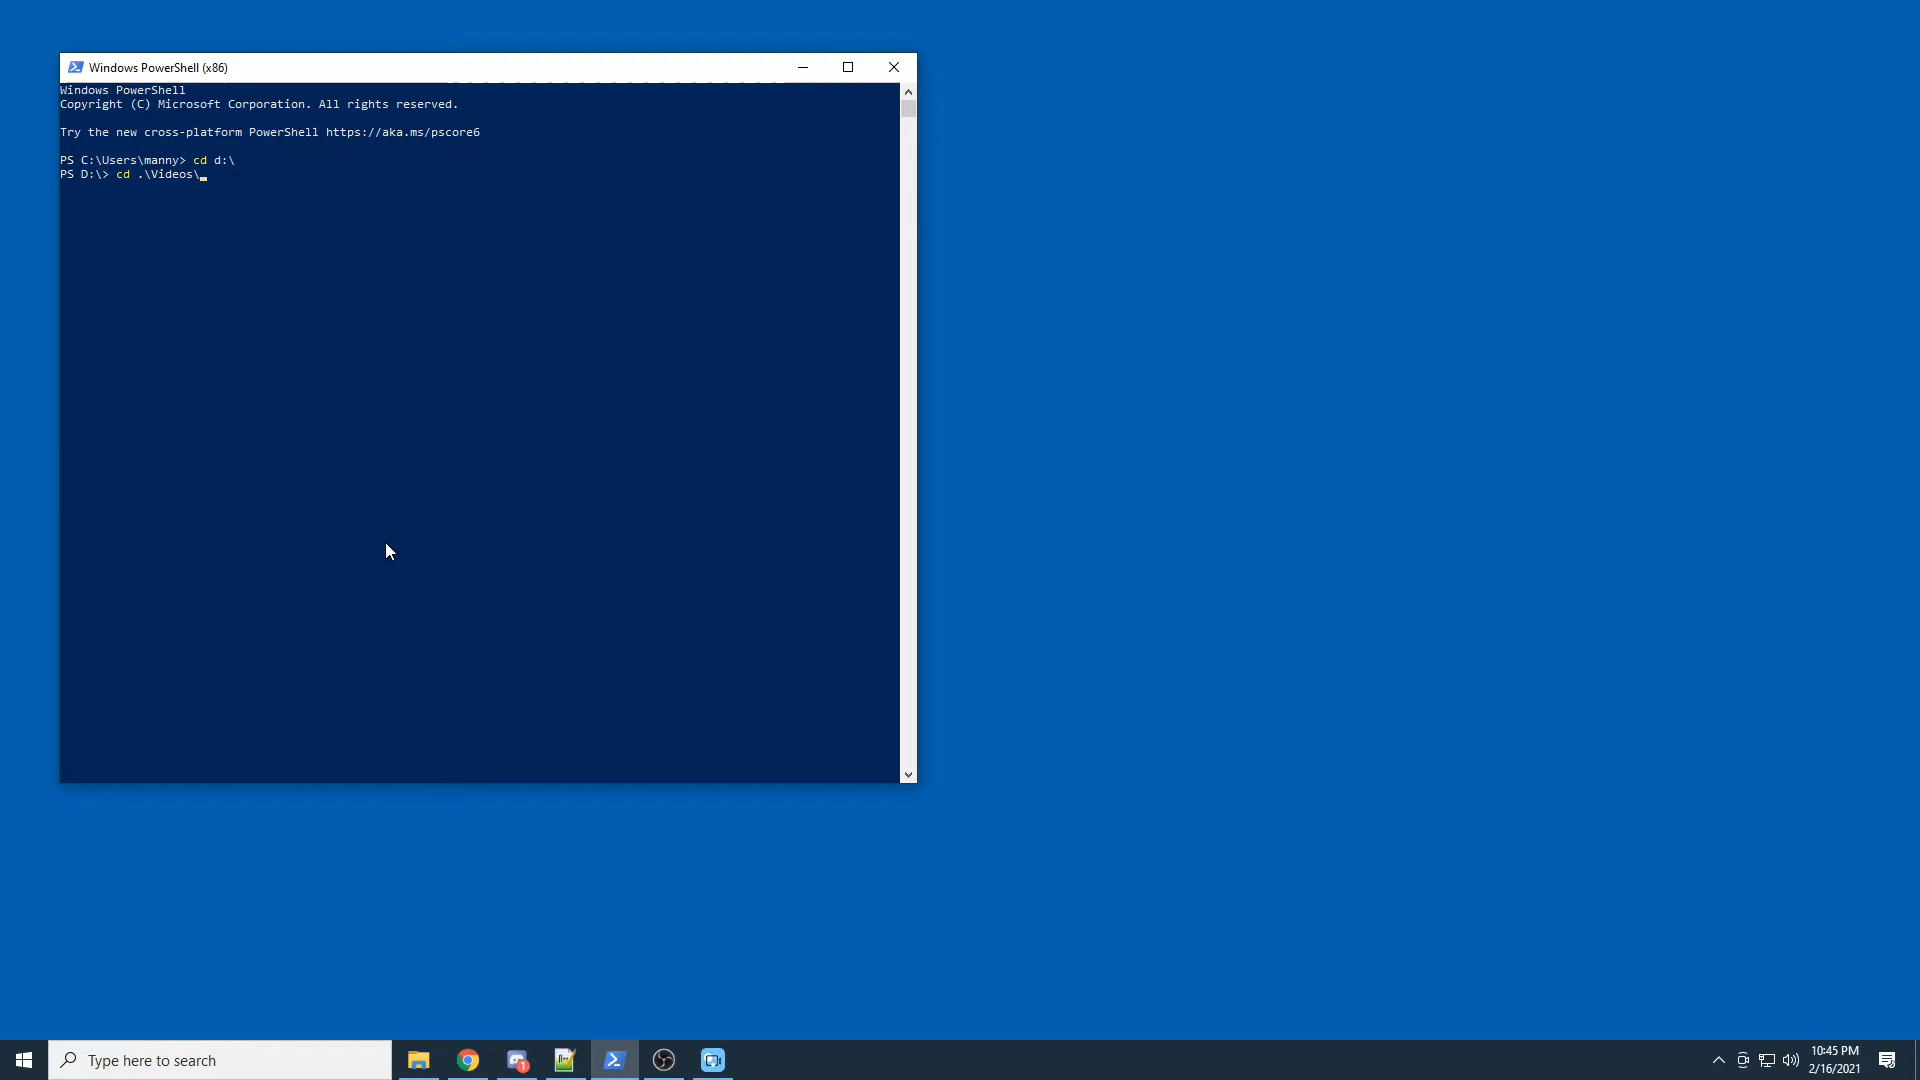 Windows PowerShell (x86)
Windows PowerShell
Copyright (C) Microsoft Corporation. All rights reserved.
Try the new cross-platform PowerShell https://aka.ms/pscore6
PS C:\Users\manny> cd d:\
PS D:\> cd .\Videos\
Type here to search
1
10:45 PM
2/16/2021